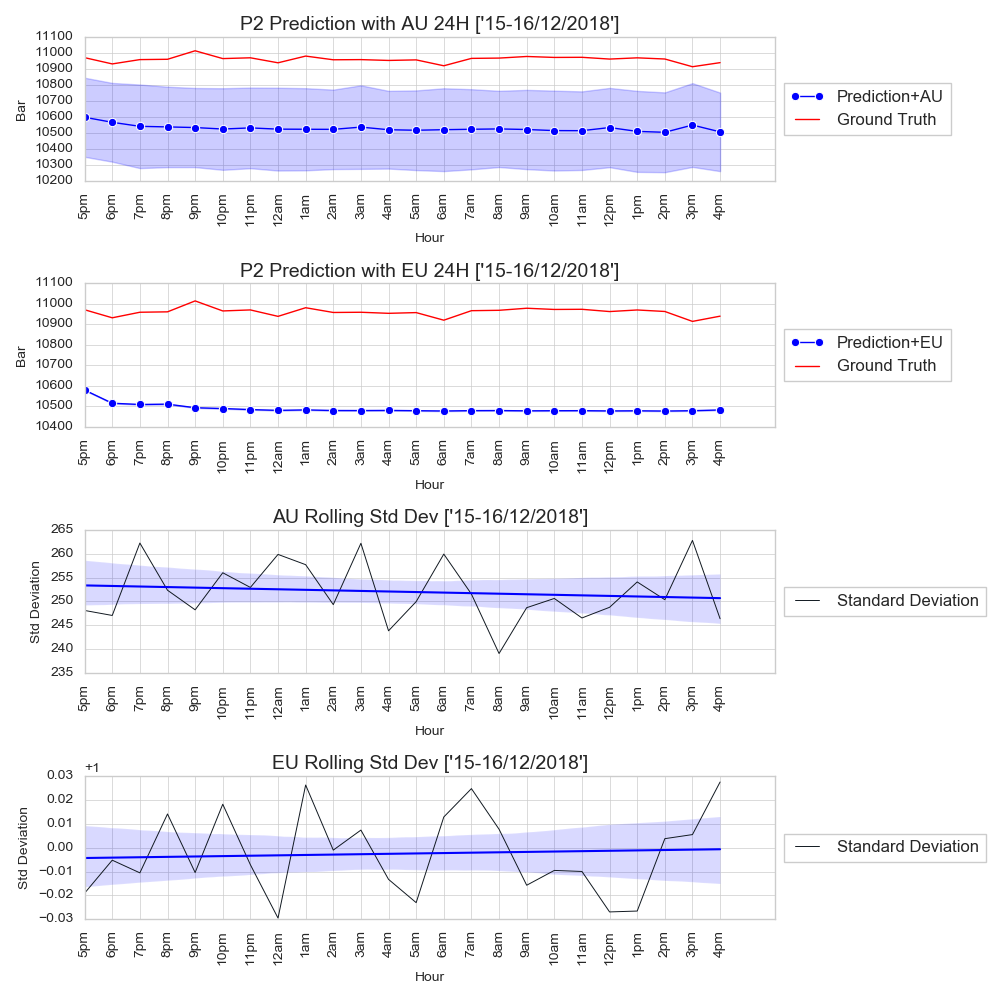 P2 Prediction with AU 24H ['15-16/12/2018']
11100
11000
10900
10800
10700
10600
10500
10400
10300
10200
Bar
5pm 6pm 7pm 8pm 9pm 10pm 11pm 12am 1am 2am 3am 4am 5am 6am 7am 8am 9am 10am 11am 12pm 1pm 2pm 3pm 4pm
Hour
Prediction+AU
Ground Truth
P2 Prediction with EU 24H ['15-16/12/2018']
11100
11000
10900
10800
10700
10600
10500
10400
Bar
5pm 6pm 7pm 8pm 9pm 10pm 11pm 12am 1am 2am 3am 4am 5am 6am 7am 8am 9am 10am 11am 12pm 1pm 2pm 3pm 4pm
Hour
Prediction+EU
Ground Truth
AU Rolling Std Dev ['15-16/12/2018']
265
260
255
250
245
240
235
Std Deviation
5pm 6pm 7pm 8pm 9pm 10pm 11pm 12am 1am 2am 3am 4am 5am 6am 7am 8am 9am 10am 11am 12pm 1pm 2pm 3pm 4pm
Hour
Standard Deviation
EU Rolling Std Dev ['15-16/12/2018']
+1
0.03
0.02
0.01
0.00
−0.01
−0.02
−0.03
Std Deviation
5pm 6pm 7pm 8pm 9pm 10pm 11pm 12am 1am 2am 3am 4am 5am 6am 7am 8am 9am 10am 11am 12pm 1pm 2pm 3pm 4pm
Hour
Standard Deviation